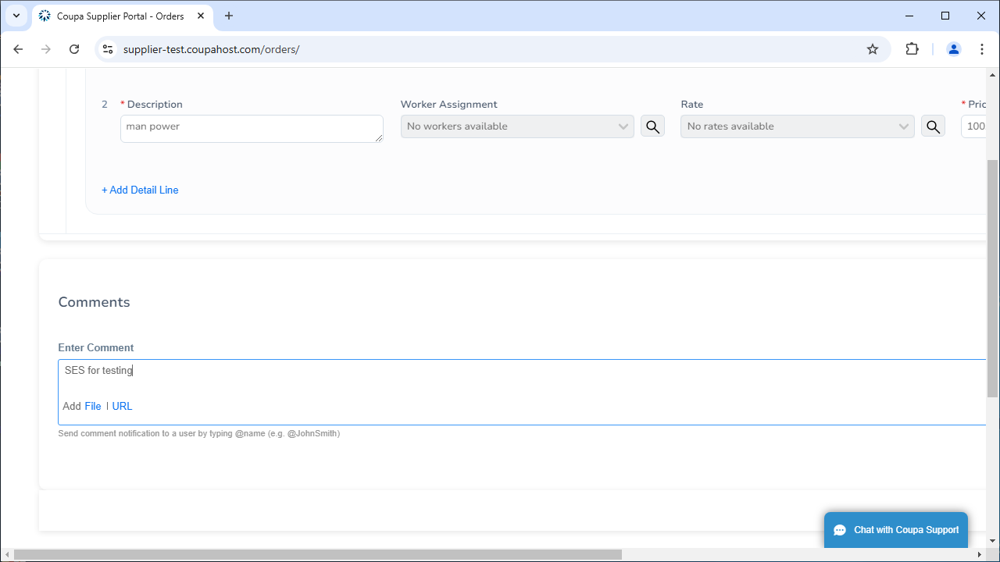 Coupa Supplier Portal - Orders
supplier-test.coupahost.com/orders/
2 * Description Worker Assignment Rate * Pric
man power No workers available No rates available 100
+ Add Detail Line
Comments
Enter Comment
SES for testing
Add File | URL
Send comment notification to a user by typing @name (e.g. @JohnSmith)
Chat with Coupa Support